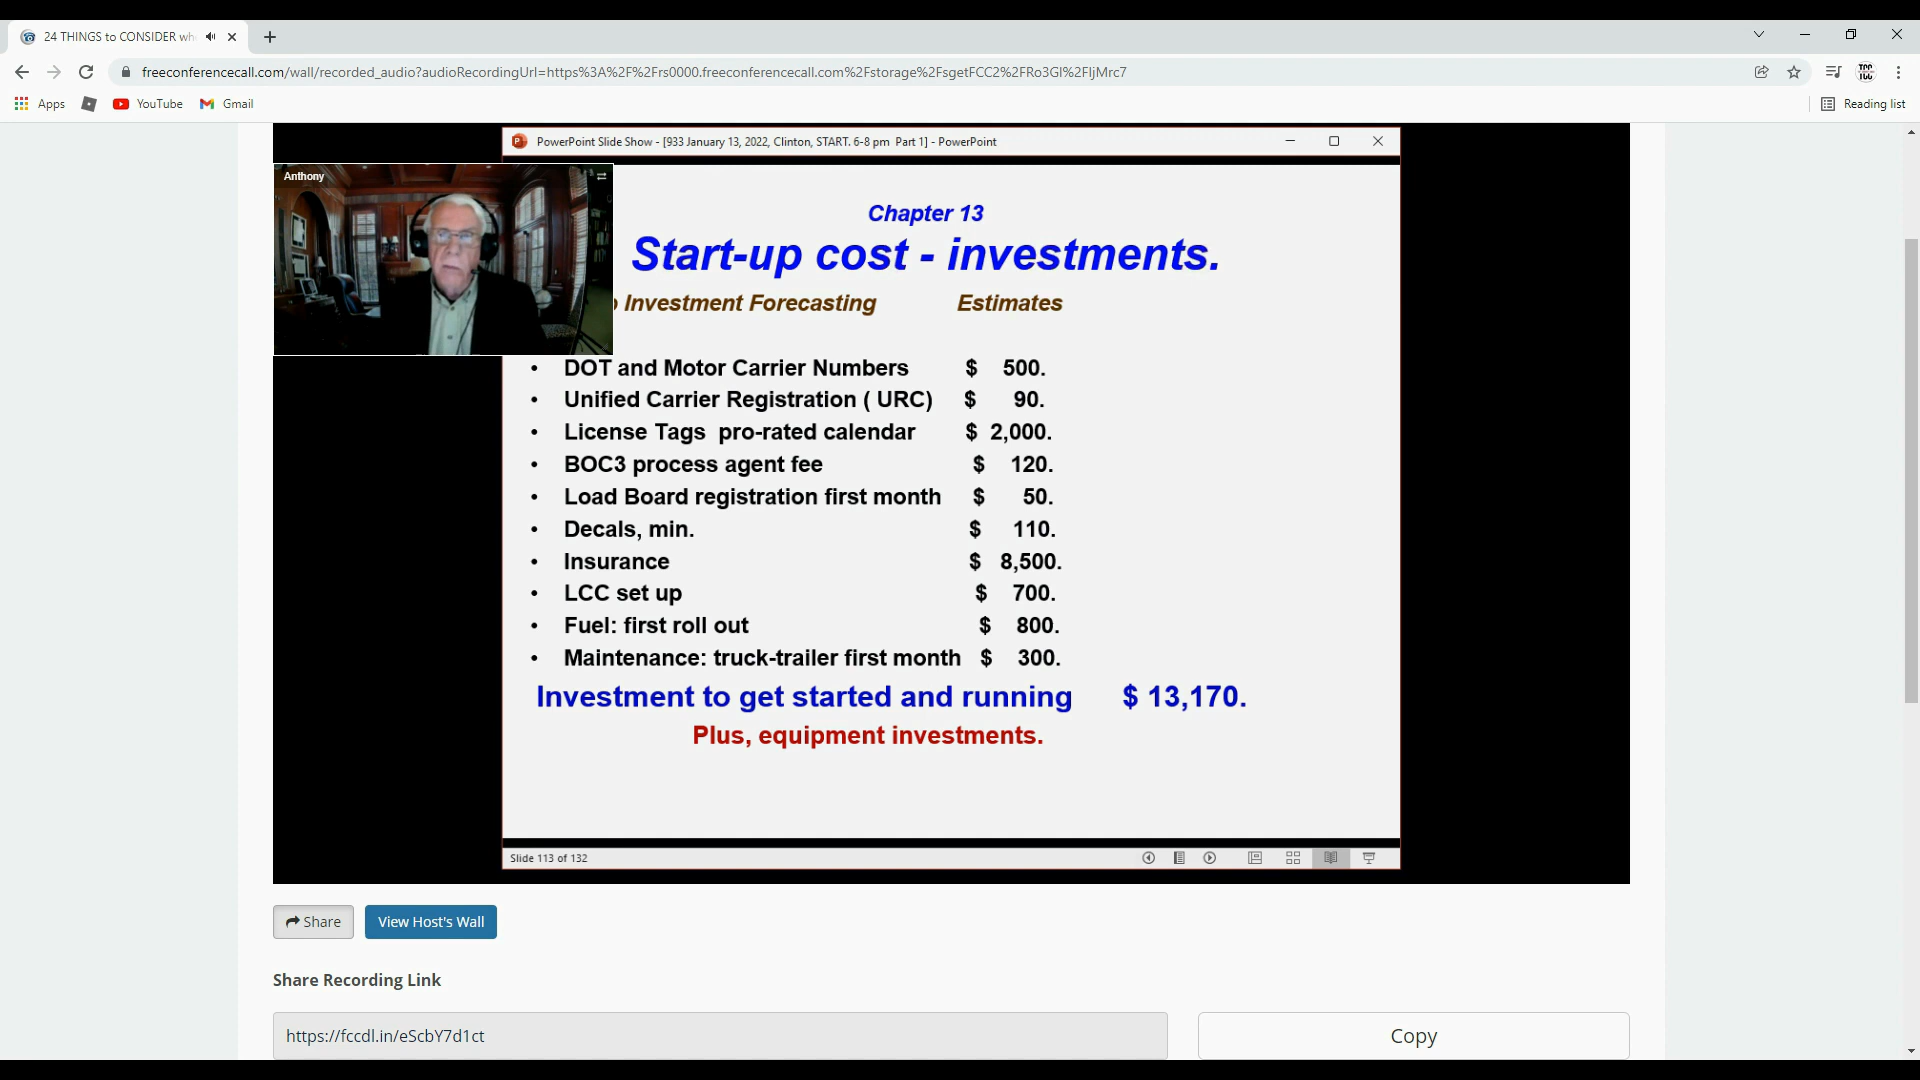 24 THINGS to CONSIDER wh
freeconferencecall.com/wall/recorded_audio?audioRecordingUrl=https%3A%2F%2Frs0000.freeconferencecall.com%2Fstorage%2FsgetFCC2%2FRo3Gl%2FljMrc7
Apps YouTube Gmail Reading list
PowerPoint Slide Show - [933 January 13, 2022, Clinton, START. 6-8 pm Part 1] - PowerPoint
Anthony
Chapter 13
Start-up cost - investments.
Investment Forecasting Estimates
• DOT and Motor Carrier Numbers $ 500.
• Unified Carrier Registration ( URC) $ 90.
• License Tags pro-rated calendar $ 2,000.
• BOC3 process agent fee $ 120.
• Load Board registration first month $ 50.
• Decals, min. $ 110.
• Insurance $ 8,500.
• LCC set up $ 700.
• Fuel: first roll out $ 800.
• Maintenance: truck-trailer first month $ 300.
Investment to get started and running $ 13,170.
Plus, equipment investments.
Slide 113 of 132
Share View Host's Wall
Share Recording Link
https://fccdl.in/eScbY7d1ct
Copy